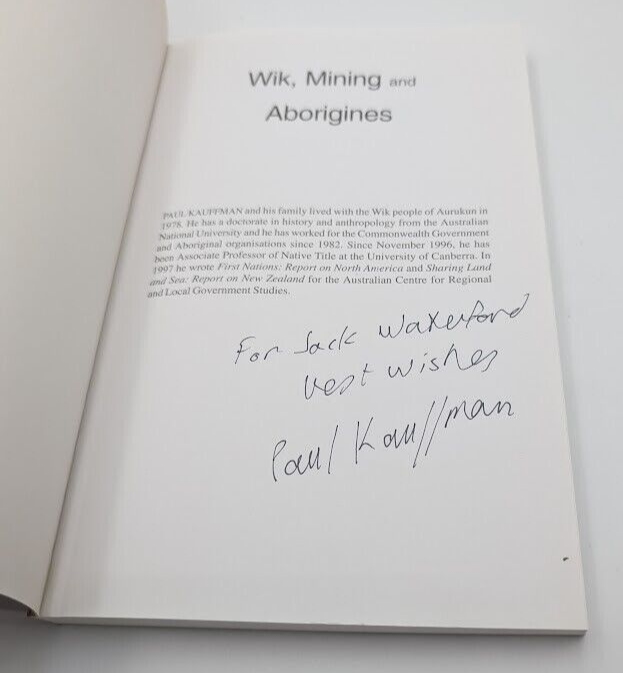 Wik, Mining and
Aborigines
PAUL KAUFFMAN and his family lived with the Wik people of Aurukun in
1978. He has a doctorate in history and anthropology from the Australian
National University and he has worked for the Commonwealth Government
and Aboriginal organisations since 1982. Since November 1996, he has
been Associate Professor of Native Title at the University of Canberra. In
1997 he wrote First Nations: Report on North America and Sharing Land
and Sea: Report on New Zealand for the Australian Centre for Regional
and Local Government Studies.
For Jack Wakerford
best wishes
Paul Kauffman